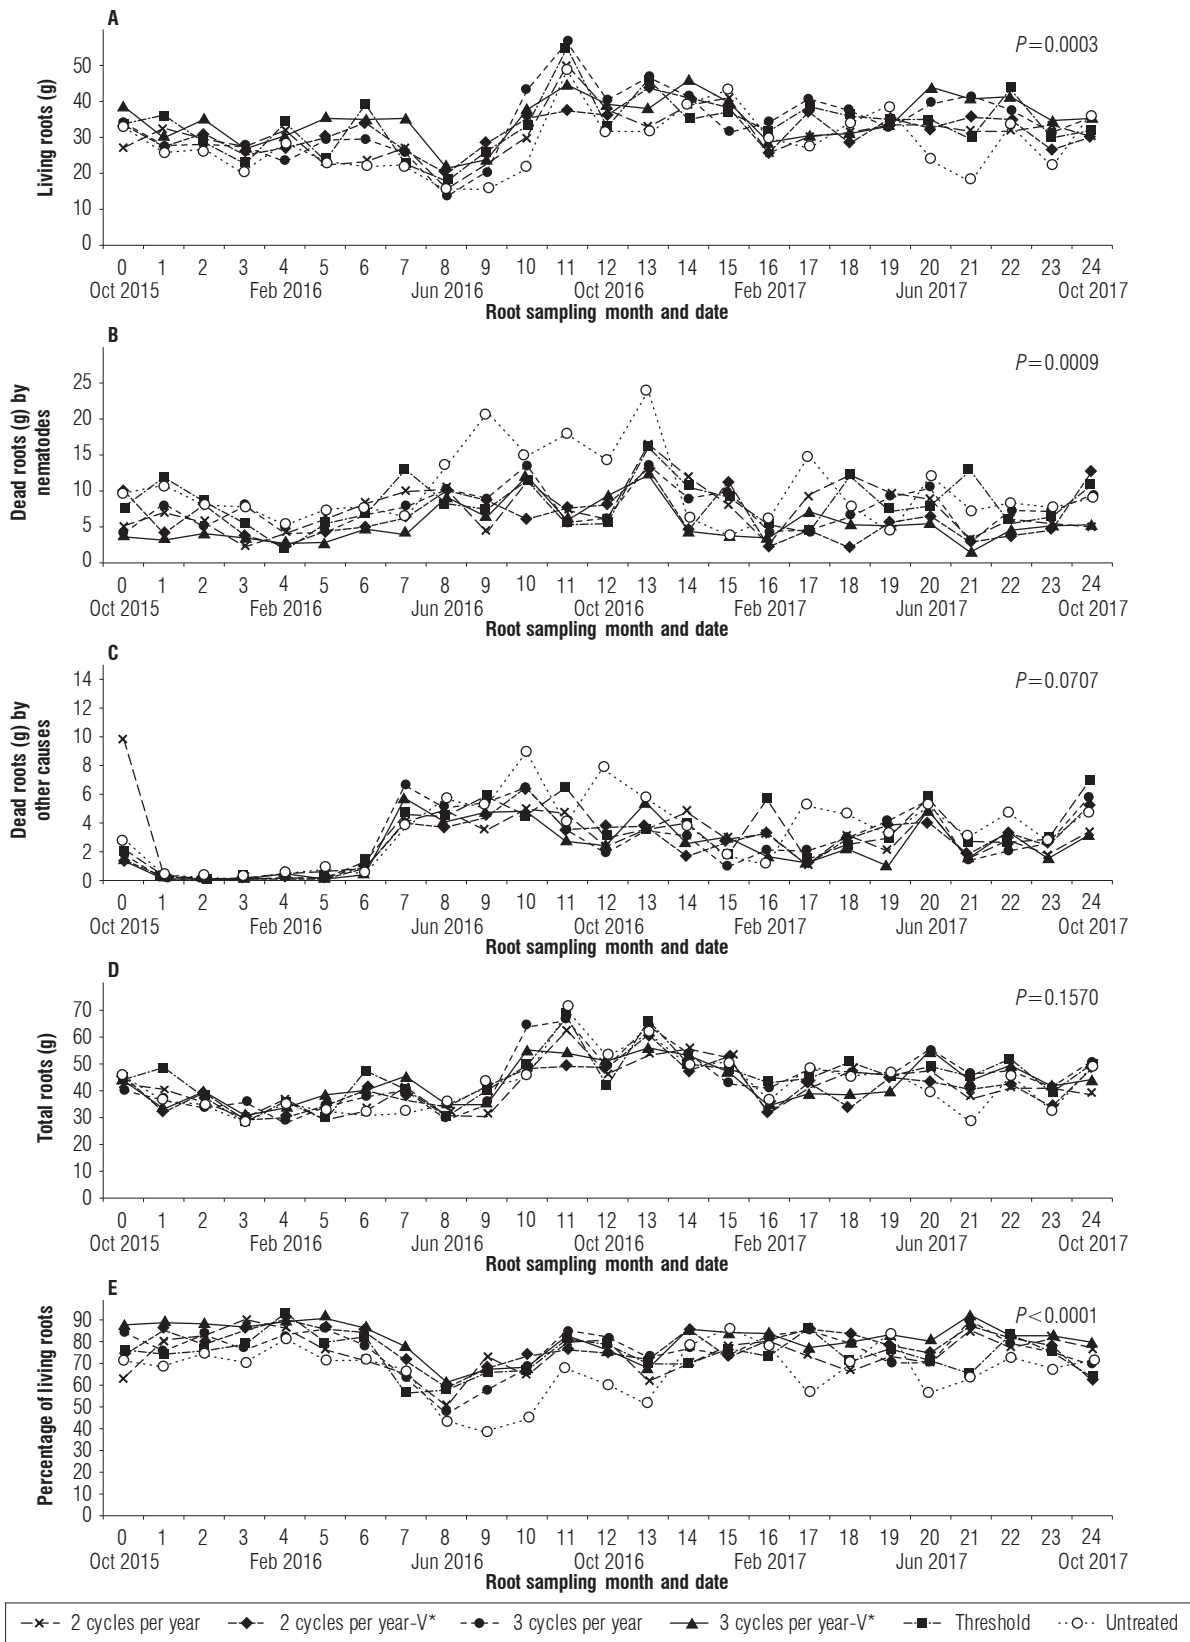 A
Living roots (g)
P=0.0003
50
40
30
20
10
0
0 1 2 3 4 5 6 7 8 9 10 11 12 13 14 15 16 17 18 19 20 21 22 23 24
Oct 2015 Feb 2016 Jun 2016 Oct 2016 Feb 2017 Jun 2017 Oct 2017
Root sampling month and date
B
Dead roots (g) by
nematodes
P=0.0009
25
20
15
10
5
0
0 1 2 3 4 5 6 7 8 9 10 11 12 13 14 15 16 17 18 19 20 21 22 23 24
Oct 2015 Feb 2016 Jun 2016 Oct 2016 Feb 2017 Jun 2017 Oct 2017
Root sampling month and date
C
Dead roots (g) by
other causes
P=0.0707
14
12
10
8
6
4
2
0
0 1 2 3 4 5 6 7 8 9 10 11 12 13 14 15 16 17 18 19 20 21 22 23 24
Oct 2015 Feb 2016 Jun 2016 Oct 2016 Feb 2017 Jun 2017 Oct 2017
Root sampling month and date
D
Total roots (g)
P=0.1570
70
60
50
40
30
20
10
0
0 1 2 3 4 5 6 7 8 9 10 11 12 13 14 15 16 17 18 19 20 21 22 23 24
Oct 2015 Feb 2016 Jun 2016 Oct 2016 Feb 2017 Jun 2017 Oct 2017
Root sampling month and date
E
Percentage of living roots
P<0.0001
90
80
70
60
50
40
30
20
10
0
0 1 2 3 4 5 6 7 8 9 10 11 12 13 14 15 16 17 18 19 20 21 22 23 24
Oct 2015 Feb 2016 Jun 2016 Oct 2016 Feb 2017 Jun 2017 Oct 2017
Root sampling month and date
2 cycles per year 2 cycles per year-V* 3 cycles per year 3 cycles per year-V* Threshold Untreated